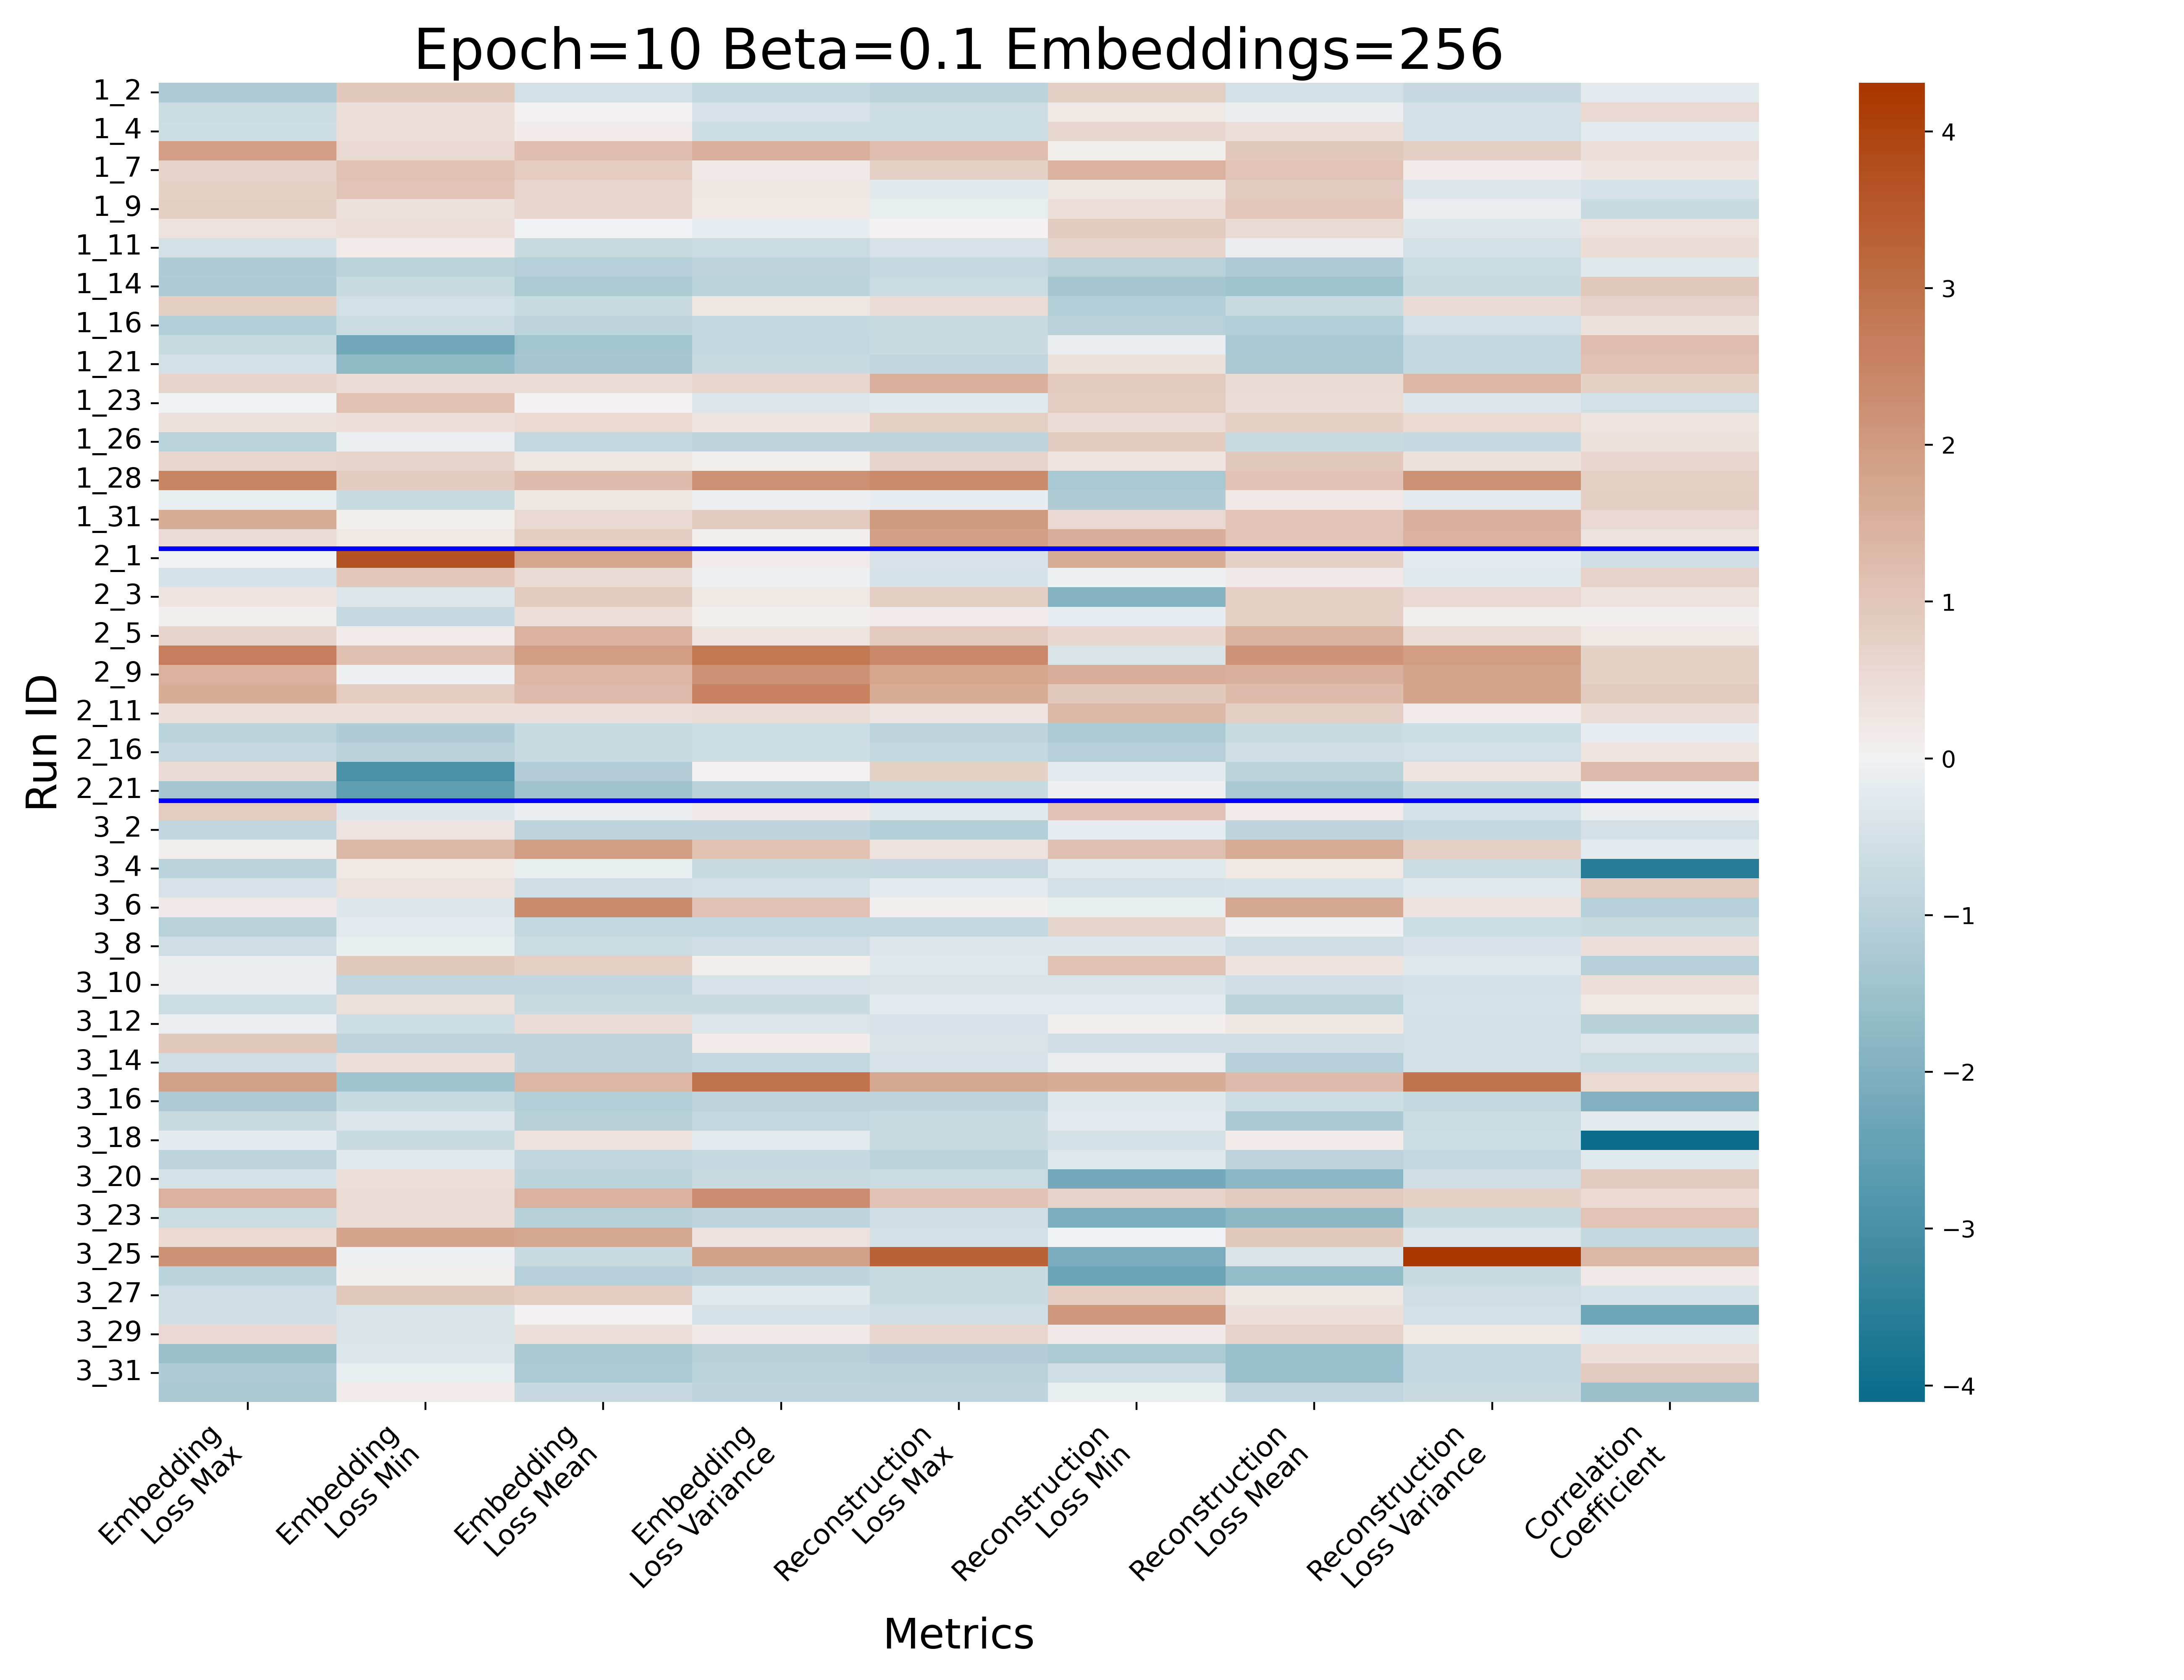 Epoch=10 Beta=0.1 Embeddings=256
Run ID
1_2
1_4
1_7
1_9
1_11
1_14
1_16
1_21
1_23
1_26
1_28
1_31
2_1
2_3
2_5
2_9
2_11
2_16
2_21
3_2
3_4
3_6
3_8
3_10
3_12
3_14
3_16
3_18
3_20
3_23
3_25
3_27
3_29
3_31
Embedding
Loss Max
Embedding
Loss Min
Embedding
Loss Mean
Embedding
Loss Variance
Reconstruction
Loss Max
Reconstruction
Loss Min
Reconstruction
Loss Mean
Reconstruction
Loss Variance
Correlation
Coefficient
Metrics
4
3
2
1
0
−1
−2
−3
−4